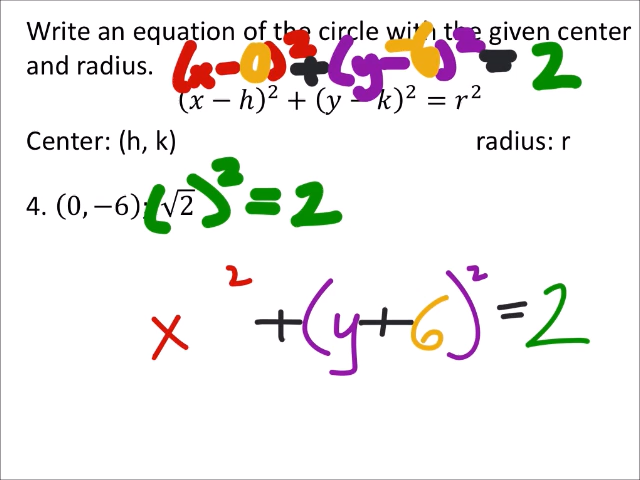 Write an equation of the circle with the given center
and radius.
(x-0)² + (y--6)² = 2
(x − h)² + (y − k)² = r²
Center: (h, k) radius: r
4. (0, −6); √2
( )² = 2
x² + (y+6)² = 2